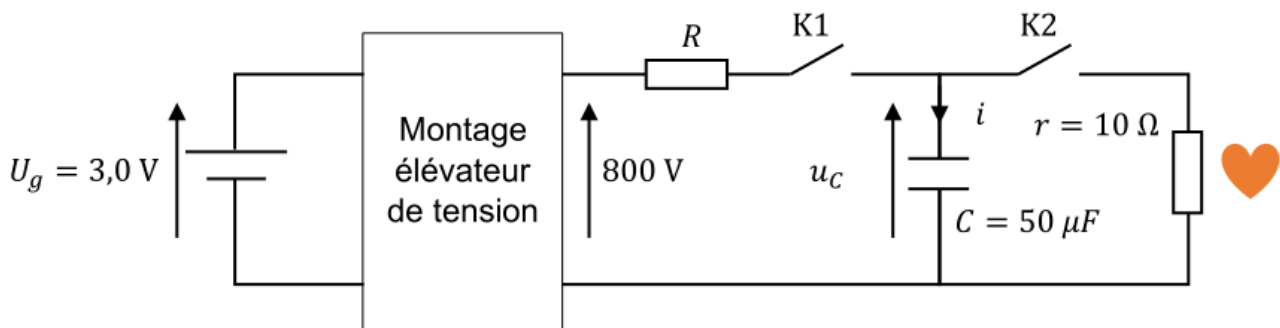 R
K1
K2
U_g = 3,0 V
Montage
élévateur
de tension
800 V
u_C
i
r = 10 Ω
C = 50 μF